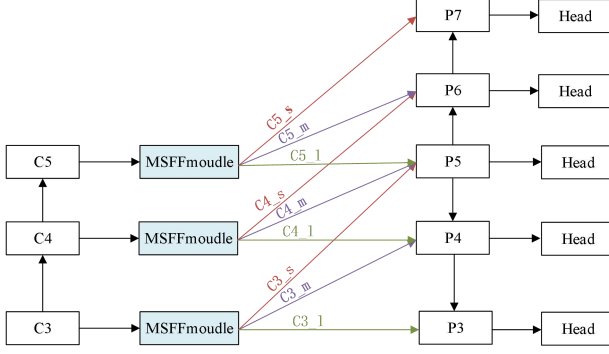 P7 Head
C5_s
P6 Head
C5_m
C5 MSFFmoudle C5_l P5 Head
C4_s
C4_m
C4 MSFFmoudle C4_l P4 Head
C3_s
C3_m
C3 MSFFmoudle C3_l P3 Head